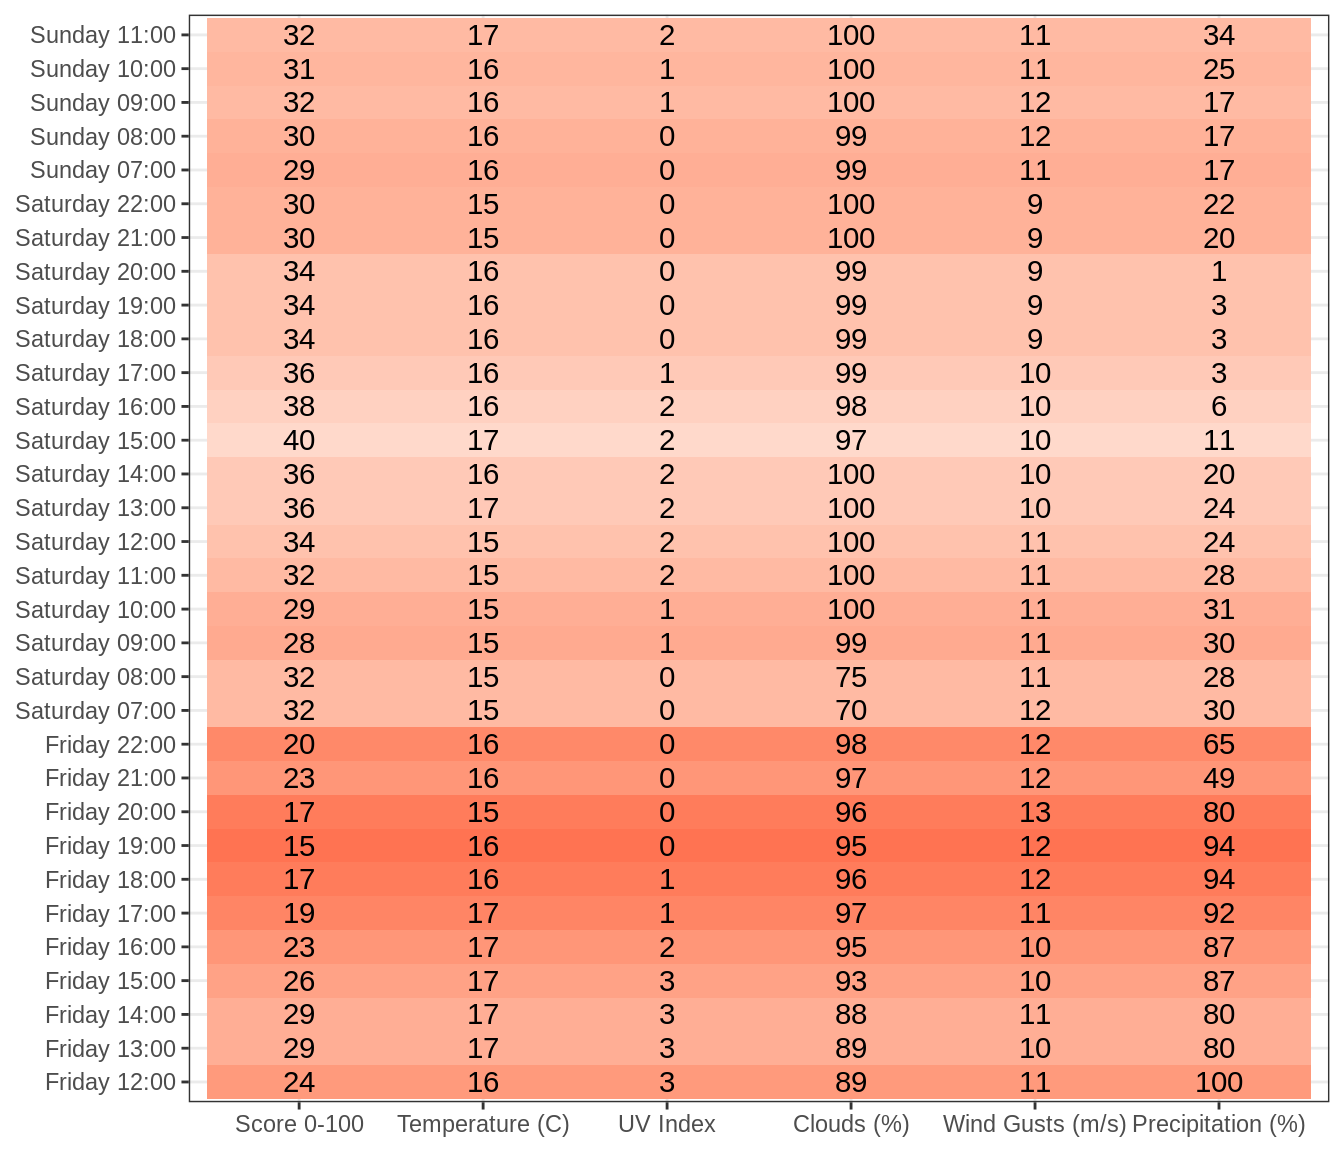 Sunday 11:00 32 17 2 100 11 34
Sunday 10:00 31 16 1 100 11 25
Sunday 09:00 32 16 1 100 12 17
Sunday 08:00 30 16 0 99 12 17
Sunday 07:00 29 16 0 99 11 17
Saturday 22:00 30 15 0 100 9 22
Saturday 21:00 30 15 0 100 9 20
Saturday 20:00 34 16 0 99 9 1
Saturday 19:00 34 16 0 99 9 3
Saturday 18:00 34 16 0 99 9 3
Saturday 17:00 36 16 1 99 10 3
Saturday 16:00 38 16 2 98 10 6
Saturday 15:00 40 17 2 97 10 11
Saturday 14:00 36 16 2 100 10 20
Saturday 13:00 36 17 2 100 10 24
Saturday 12:00 34 15 2 100 11 24
Saturday 11:00 32 15 2 100 11 28
Saturday 10:00 29 15 1 100 11 31
Saturday 09:00 28 15 1 99 11 30
Saturday 08:00 32 15 0 75 11 28
Saturday 07:00 32 15 0 70 12 30
Friday 22:00 20 16 0 98 12 65
Friday 21:00 23 16 0 97 12 49
Friday 20:00 17 15 0 96 13 80
Friday 19:00 15 16 0 95 12 94
Friday 18:00 17 16 1 96 12 94
Friday 17:00 19 17 1 97 11 92
Friday 16:00 23 17 2 95 10 87
Friday 15:00 26 17 3 93 10 87
Friday 14:00 29 17 3 88 11 80
Friday 13:00 29 17 3 89 10 80
Friday 12:00 24 16 3 89 11 100
Score 0-100 Temperature (C) UV Index Clouds (%) Wind Gusts (m/s) Precipitation (%)